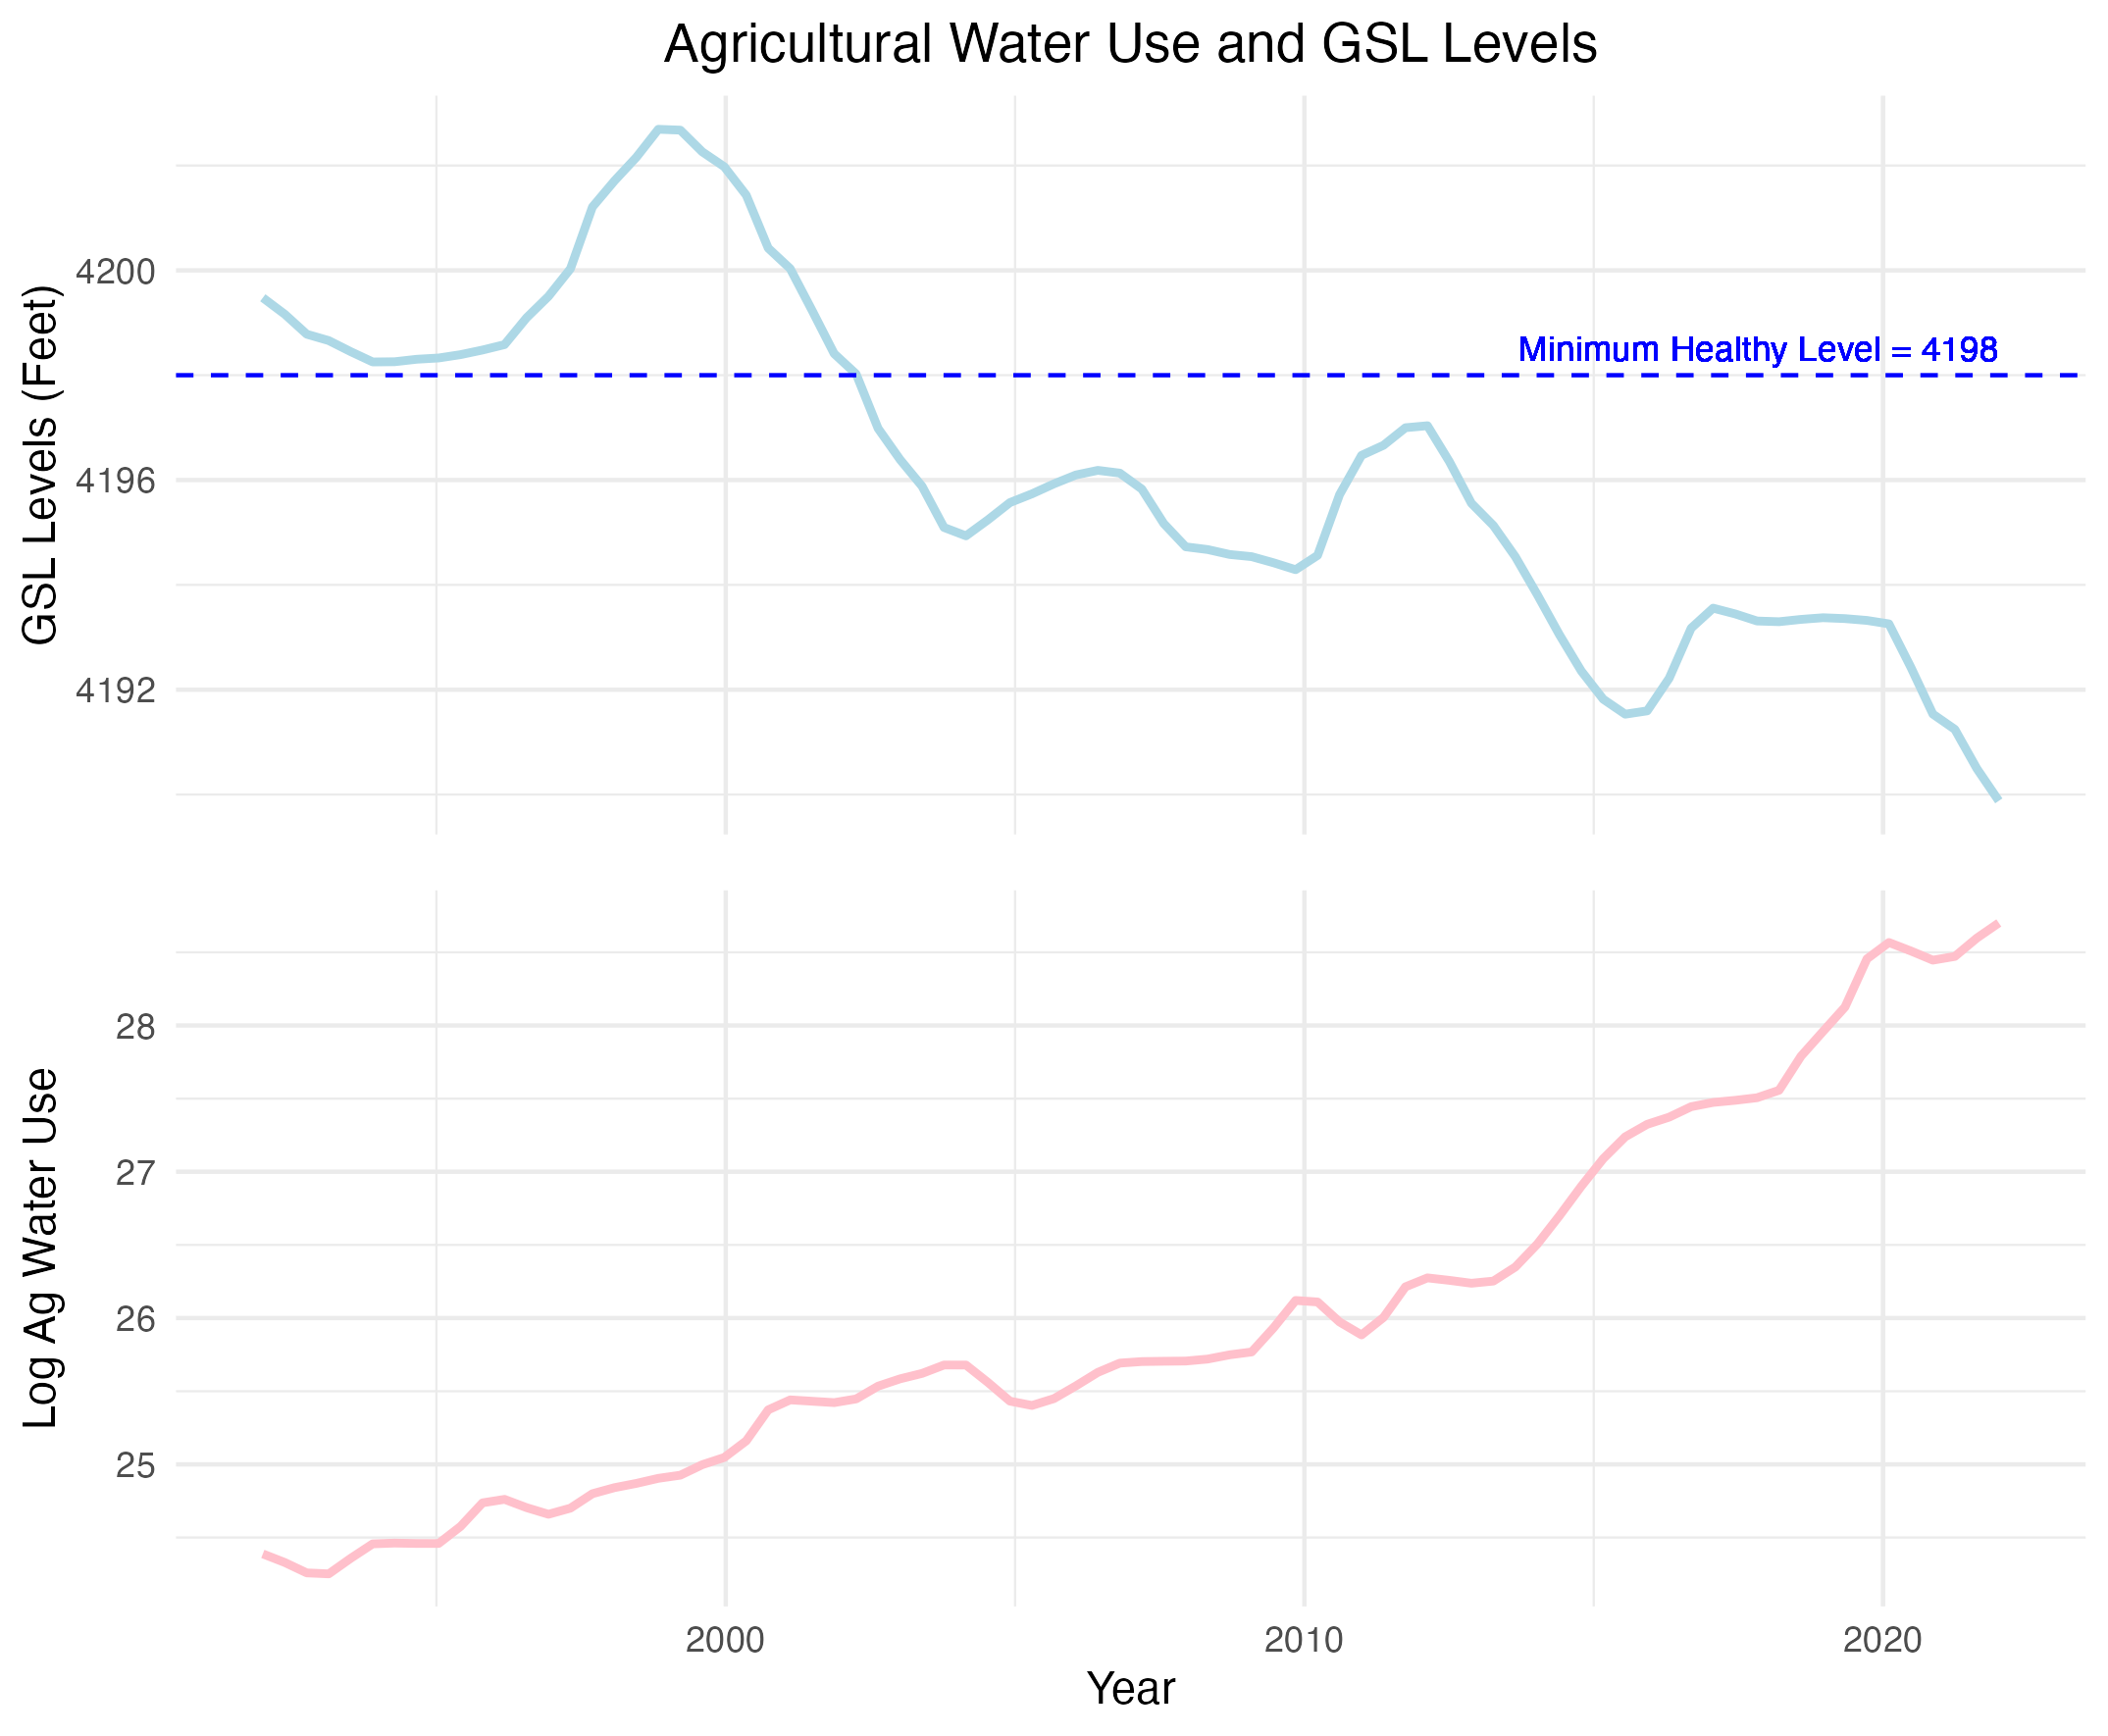 Agricultural Water Use and GSL Levels
GSL Levels (Feet)
4200
4196
4192
Minimum Healthy Level = 4198
Log Ag Water Use
28
27
26
25
2000
2010
2020
Year